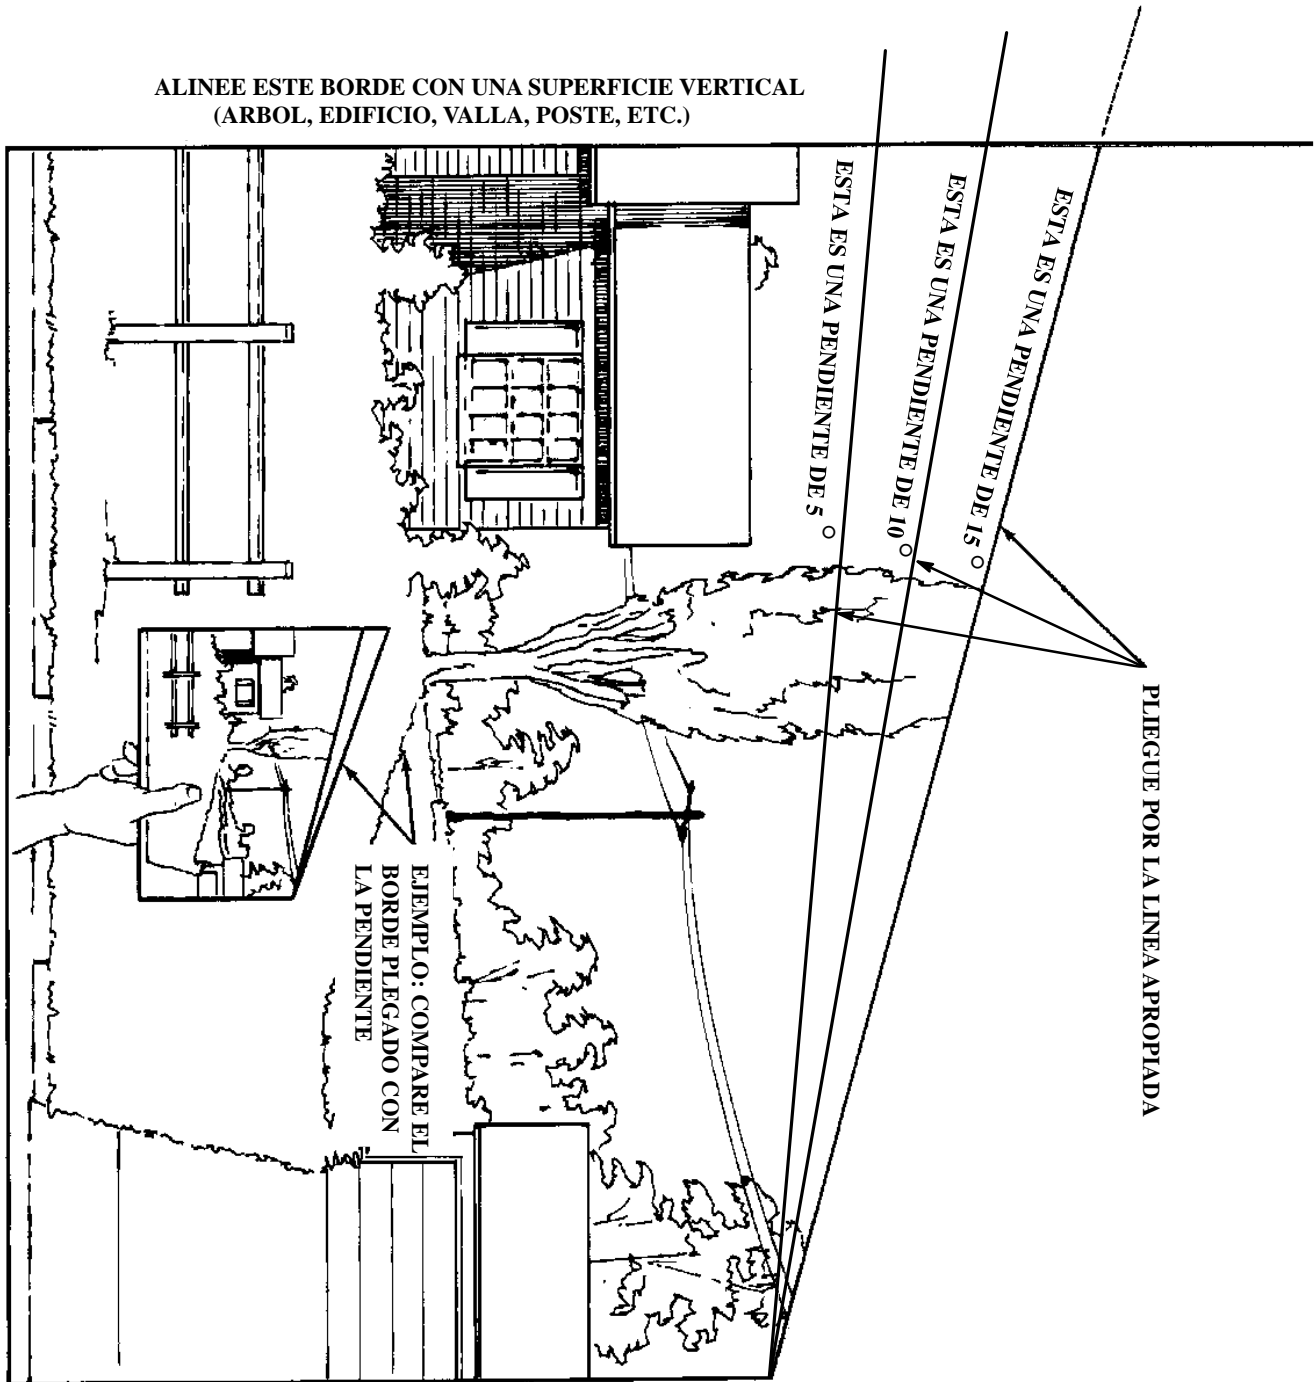 ALINEE ESTE BORDE CON UNA SUPERFICIE VERTICAL
(ARBOL, EDIFICIO, VALLA, POSTE, ETC.)
ESTA ES UNA PENDIENTE DE 5°
ESTA ES UNA PENDIENTE DE 10°
ESTA ES UNA PENDIENTE DE 15°
PLIEGUE POR LA LINEA APROPIADA
EJEMPLO: COMPARE EL
BORDE PLEGADO CON
LA PENDIENTE